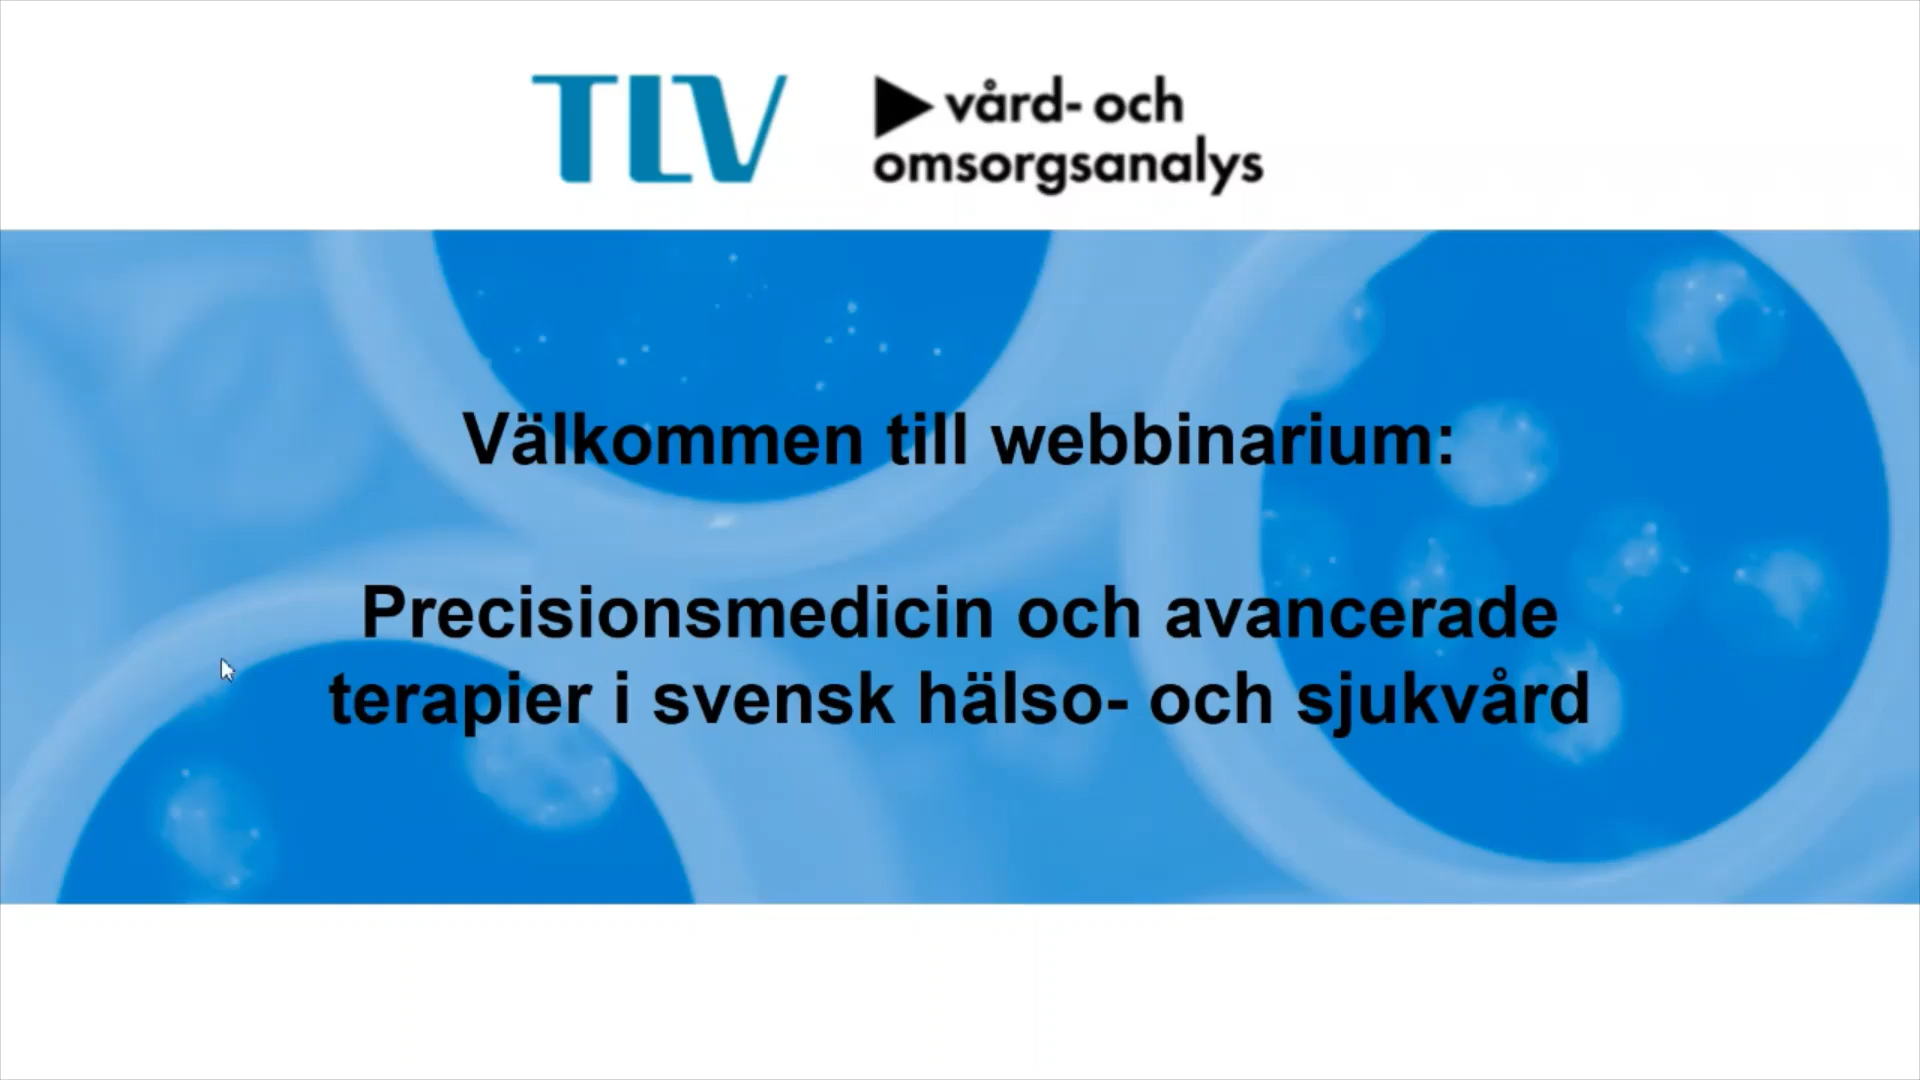 TLV
vård- och
omsorgsanalys
Välkommen till webbinarium:
Precisionsmedicin och avancerade
terapier i svensk hälso- och sjukvård